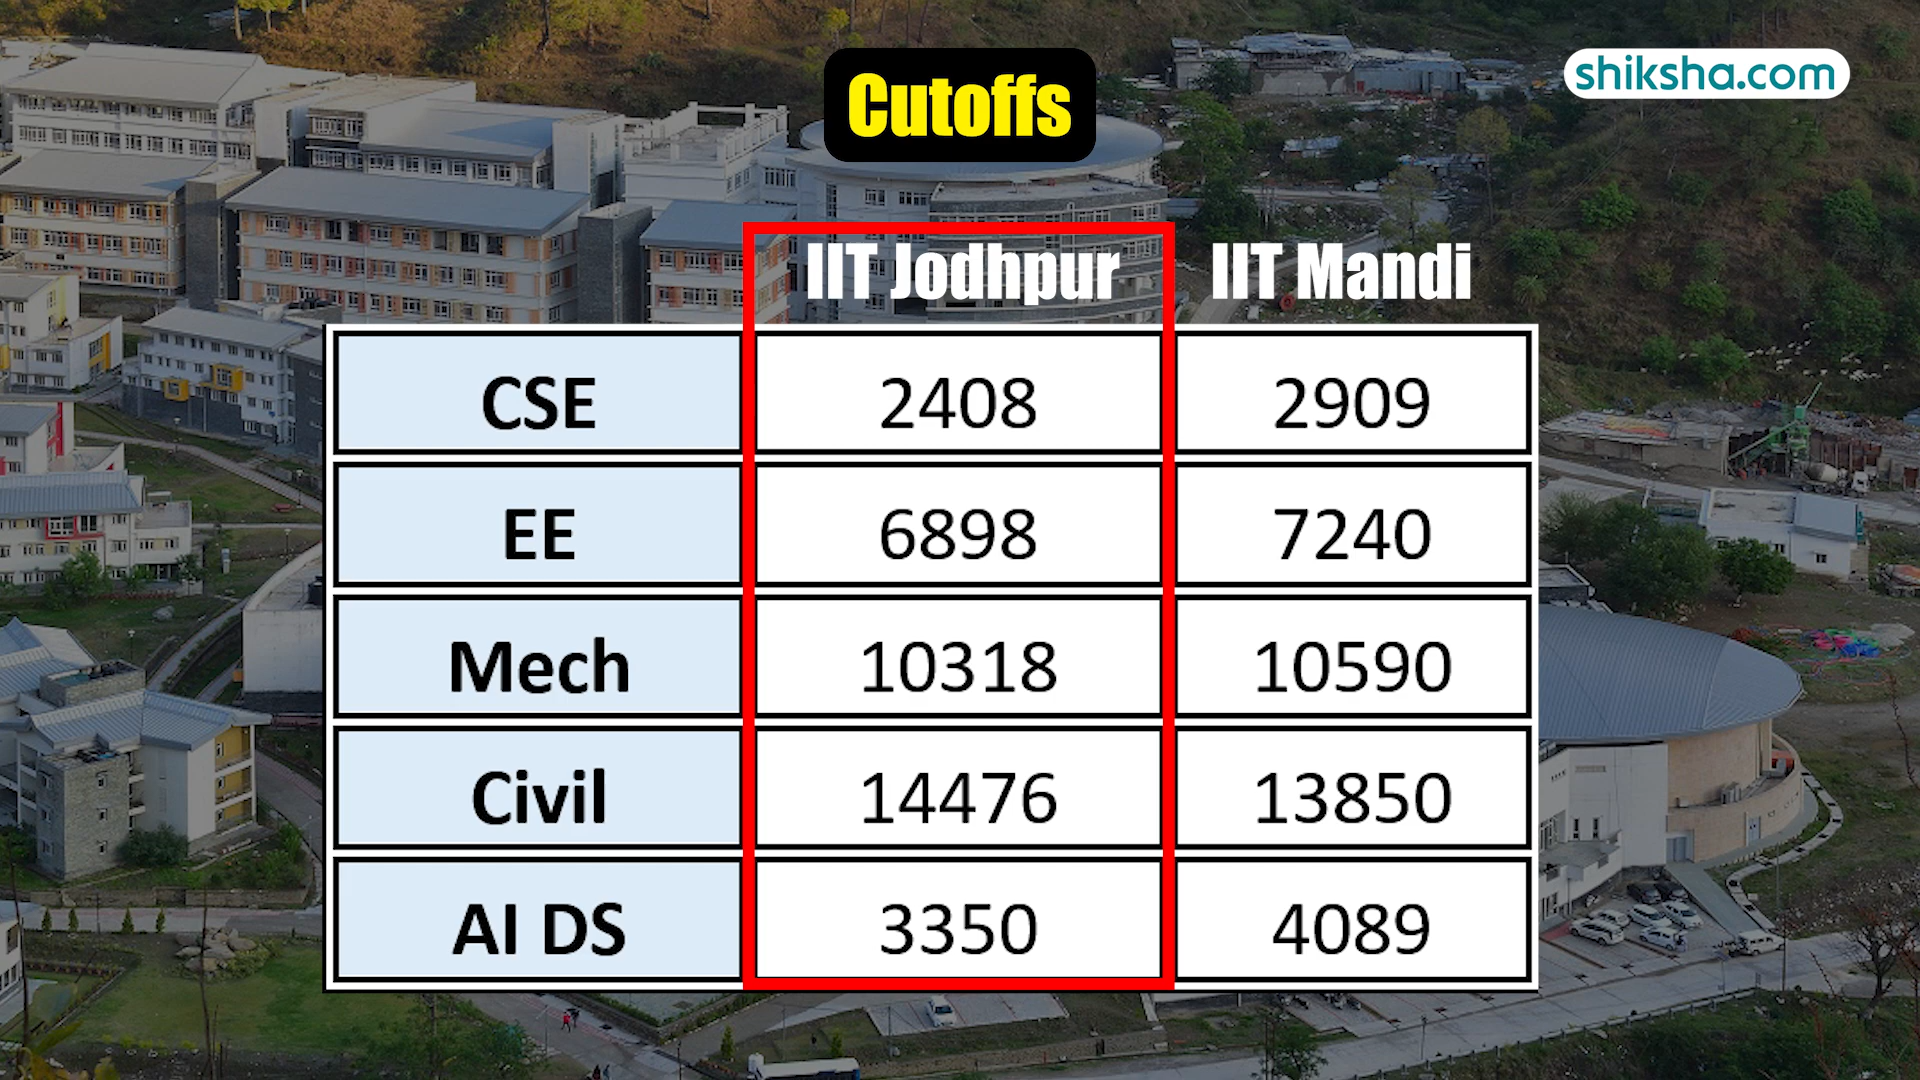 Cutoffs
shiksha.com
IIT Jodhpur IIT Mandi
CSE 2408 2909
EE 6898 7240
Mech 10318 10590
Civil 14476 13850
AI DS 3350 4089